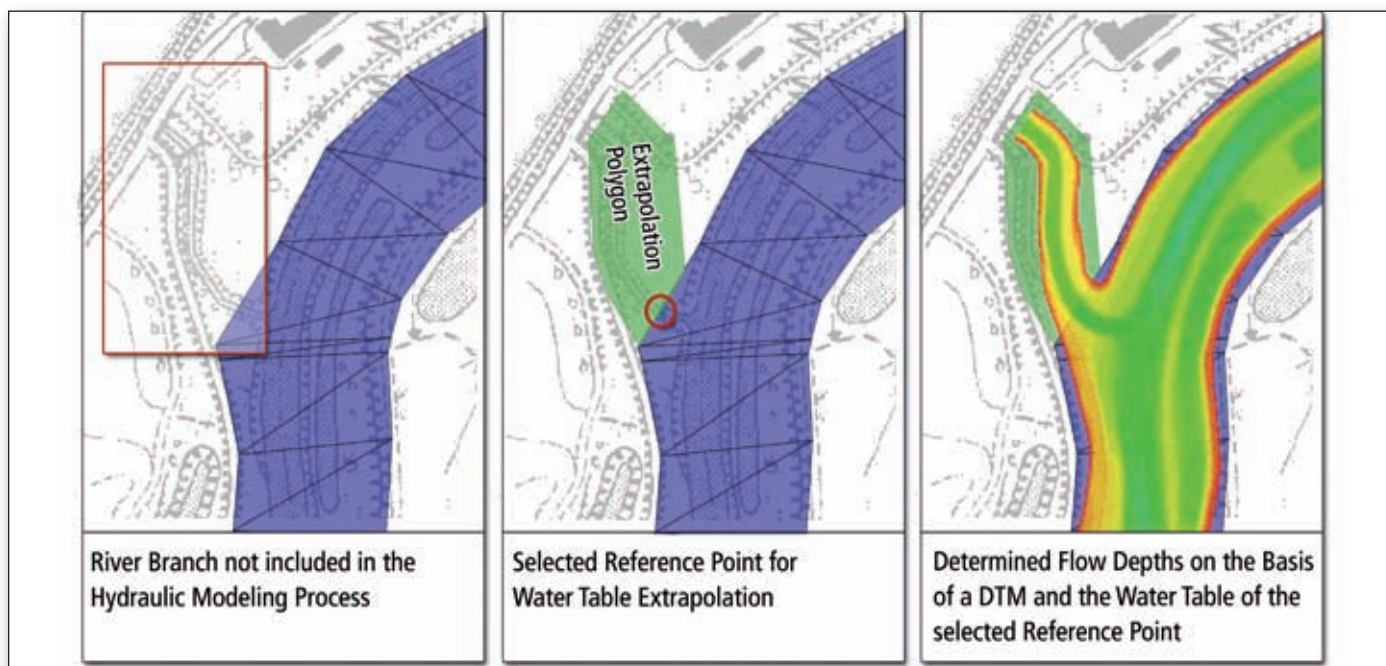 Extrapolation
Polygon
River Branch not included in the
Hydraulic Modeling Process
Selected Reference Point for
Water Table Extrapolation
Determined Flow Depths on the Basis
of a DTM and the Water Table of the
selected Reference Point